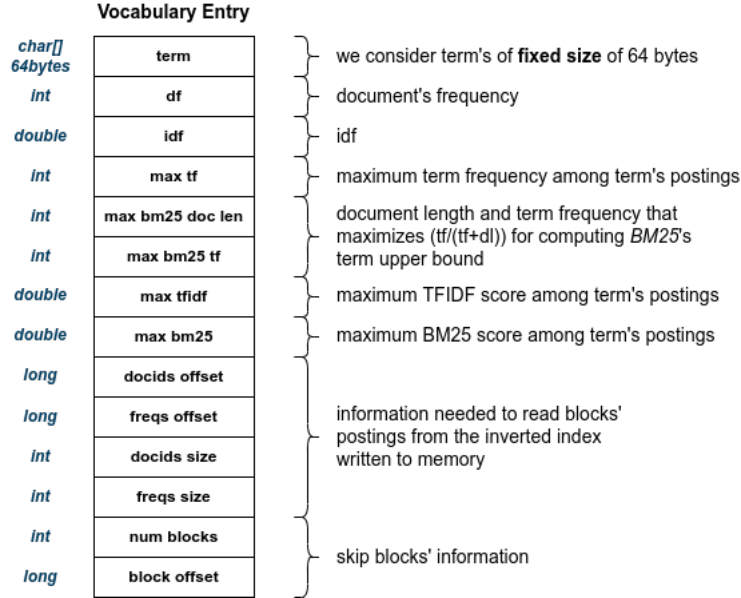 Vocabulary Entry
char[]
64bytes
term
we consider term's of fixed size of 64 bytes
int
df
document's frequency
double
idf
idf
int
max tf
maximum term frequency among term's postings
int
max bm25 doc len
document length and term frequency that
maximizes (tf/(tf+dl)) for computing BM25's
term upper bound
int
max bm25 tf
double
max tfidf
maximum TFIDF score among term's postings
double
max bm25
maximum BM25 score among term's postings
long
docids offset
long
freqs offset
information needed to read blocks'
postings from the inverted index
written to memory
int
docids size
int
freqs size
int
num blocks
skip blocks' information
long
block offset